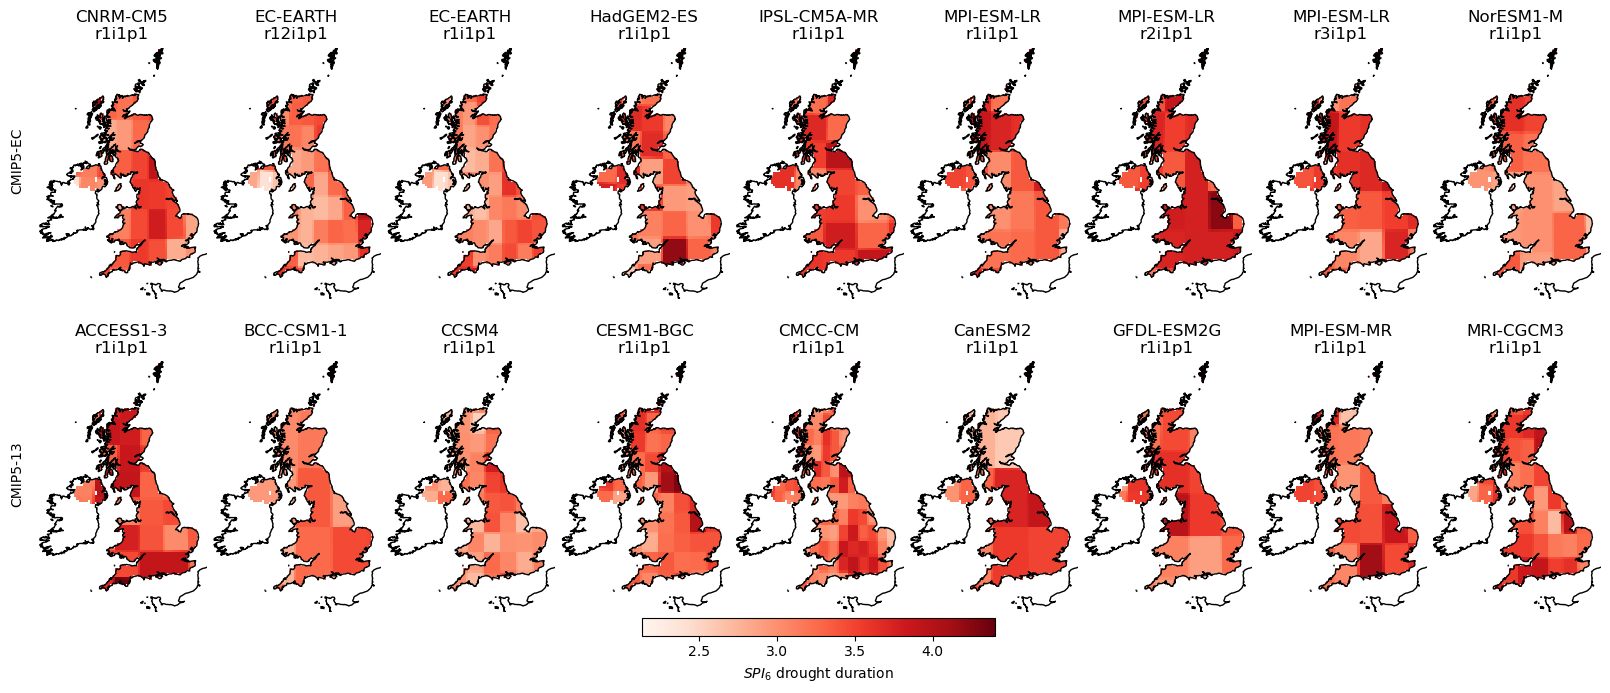 CNRM-CM5
r1i1p1
EC-EARTH
r12i1p1
EC-EARTH
r1i1p1
HadGEM2-ES
r1i1p1
IPSL-CM5A-MR
r1i1p1
MPI-ESM-LR
r1i1p1
MPI-ESM-LR
r2i1p1
MPI-ESM-LR
r3i1p1
NorESM1-M
r1i1p1
CMIP5-EC
ACCESS1-3
r1i1p1
BCC-CSM1-1
r1i1p1
CCSM4
r1i1p1
CESM1-BGC
r1i1p1
CMCC-CM
r1i1p1
CanESM2
r1i1p1
GFDL-ESM2G
r1i1p1
MPI-ESM-MR
r1i1p1
MRI-CGCM3
r1i1p1
CMIP5-13
2.5 3.0 3.5 4.0
SPI6 drought duration